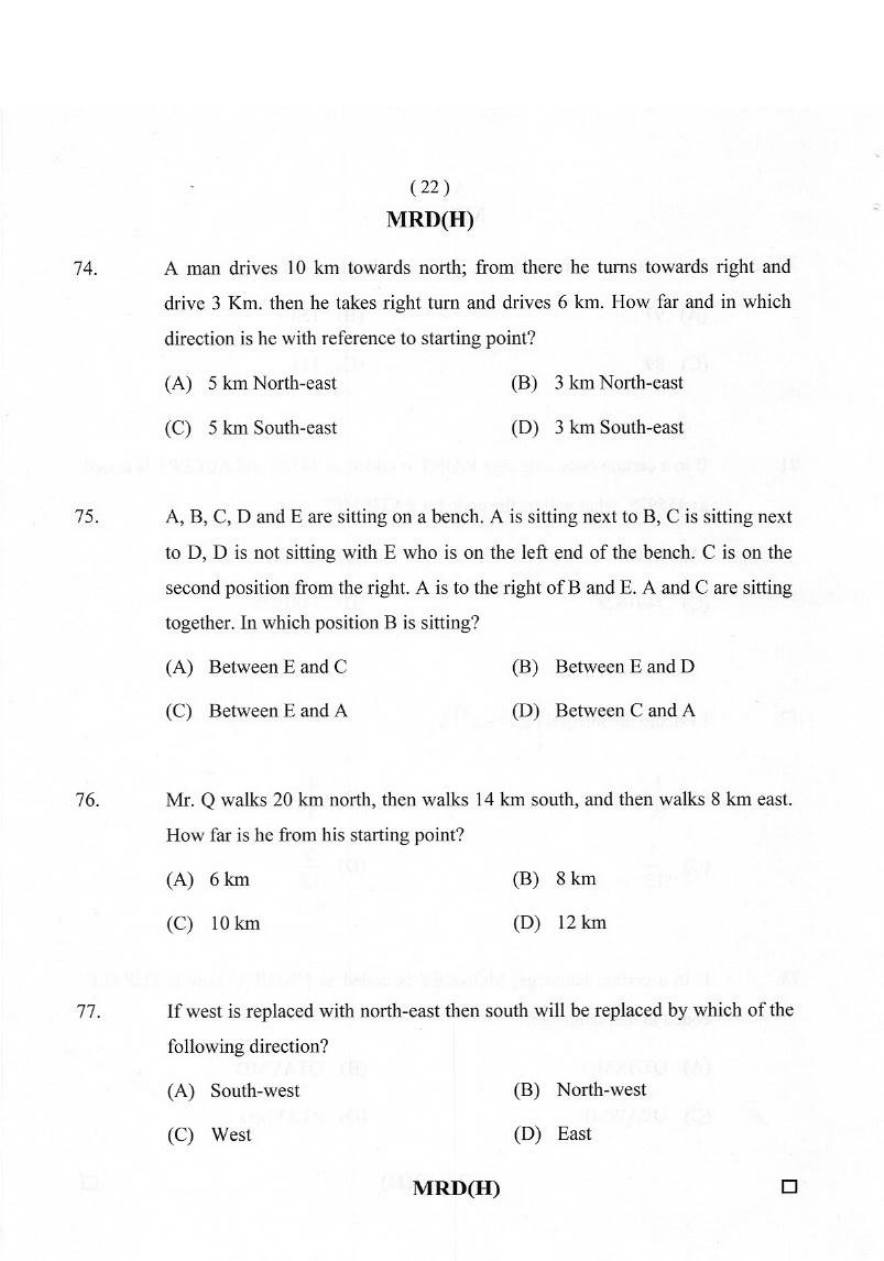 ( 22 )
MRD(H)
74. A man drives 10 km towards north; from there he turns towards right and
drive 3 Km. then he takes right turn and drives 6 km. How far and in which
direction is he with reference to starting point?
(A) 5 km North-east (B) 3 km North-east
(C) 5 km South-east (D) 3 km South-east
75. A, B, C, D and E are sitting on a bench. A is sitting next to B, C is sitting next
to D, D is not sitting with E who is on the left end of the bench. C is on the
second position from the right. A is to the right of B and E. A and C are sitting
together. In which position B is sitting?
(A) Between E and C (B) Between E and D
(C) Between E and A (D) Between C and A
76. Mr. Q walks 20 km north, then walks 14 km south, and then walks 8 km east.
How far is he from his starting point?
(A) 6 km (B) 8 km
(C) 10 km (D) 12 km
77. If west is replaced with north-east then south will be replaced by which of the
following direction?
(A) South-west (B) North-west
(C) West (D) East
MRD(H)